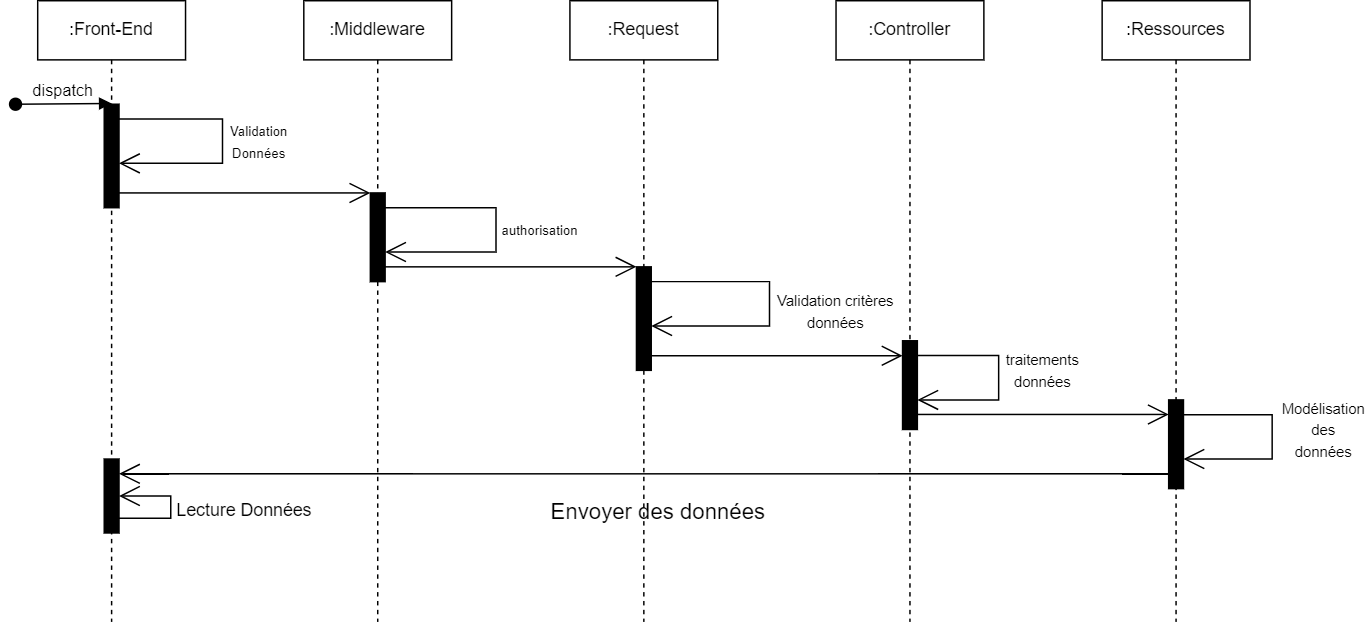 :Front-End
:Middleware
:Request
:Controller
:Ressources
dispatch
Validation
Données
authorisation
Validation critères
données
traitements
données
Modélisation
des
données
Lecture Données
Envoyer des données